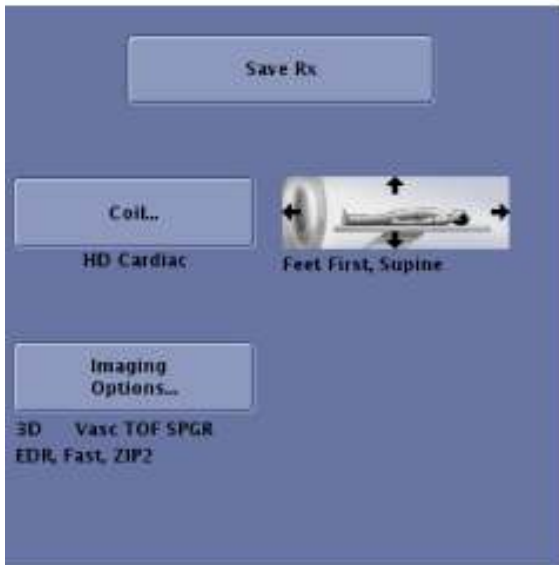 Save Rx
Coil...
HD Cardiac
Feet First, Supine
Imaging
Options...
3D Vasc TOF SPGR
EDR, Fast, ZIP2